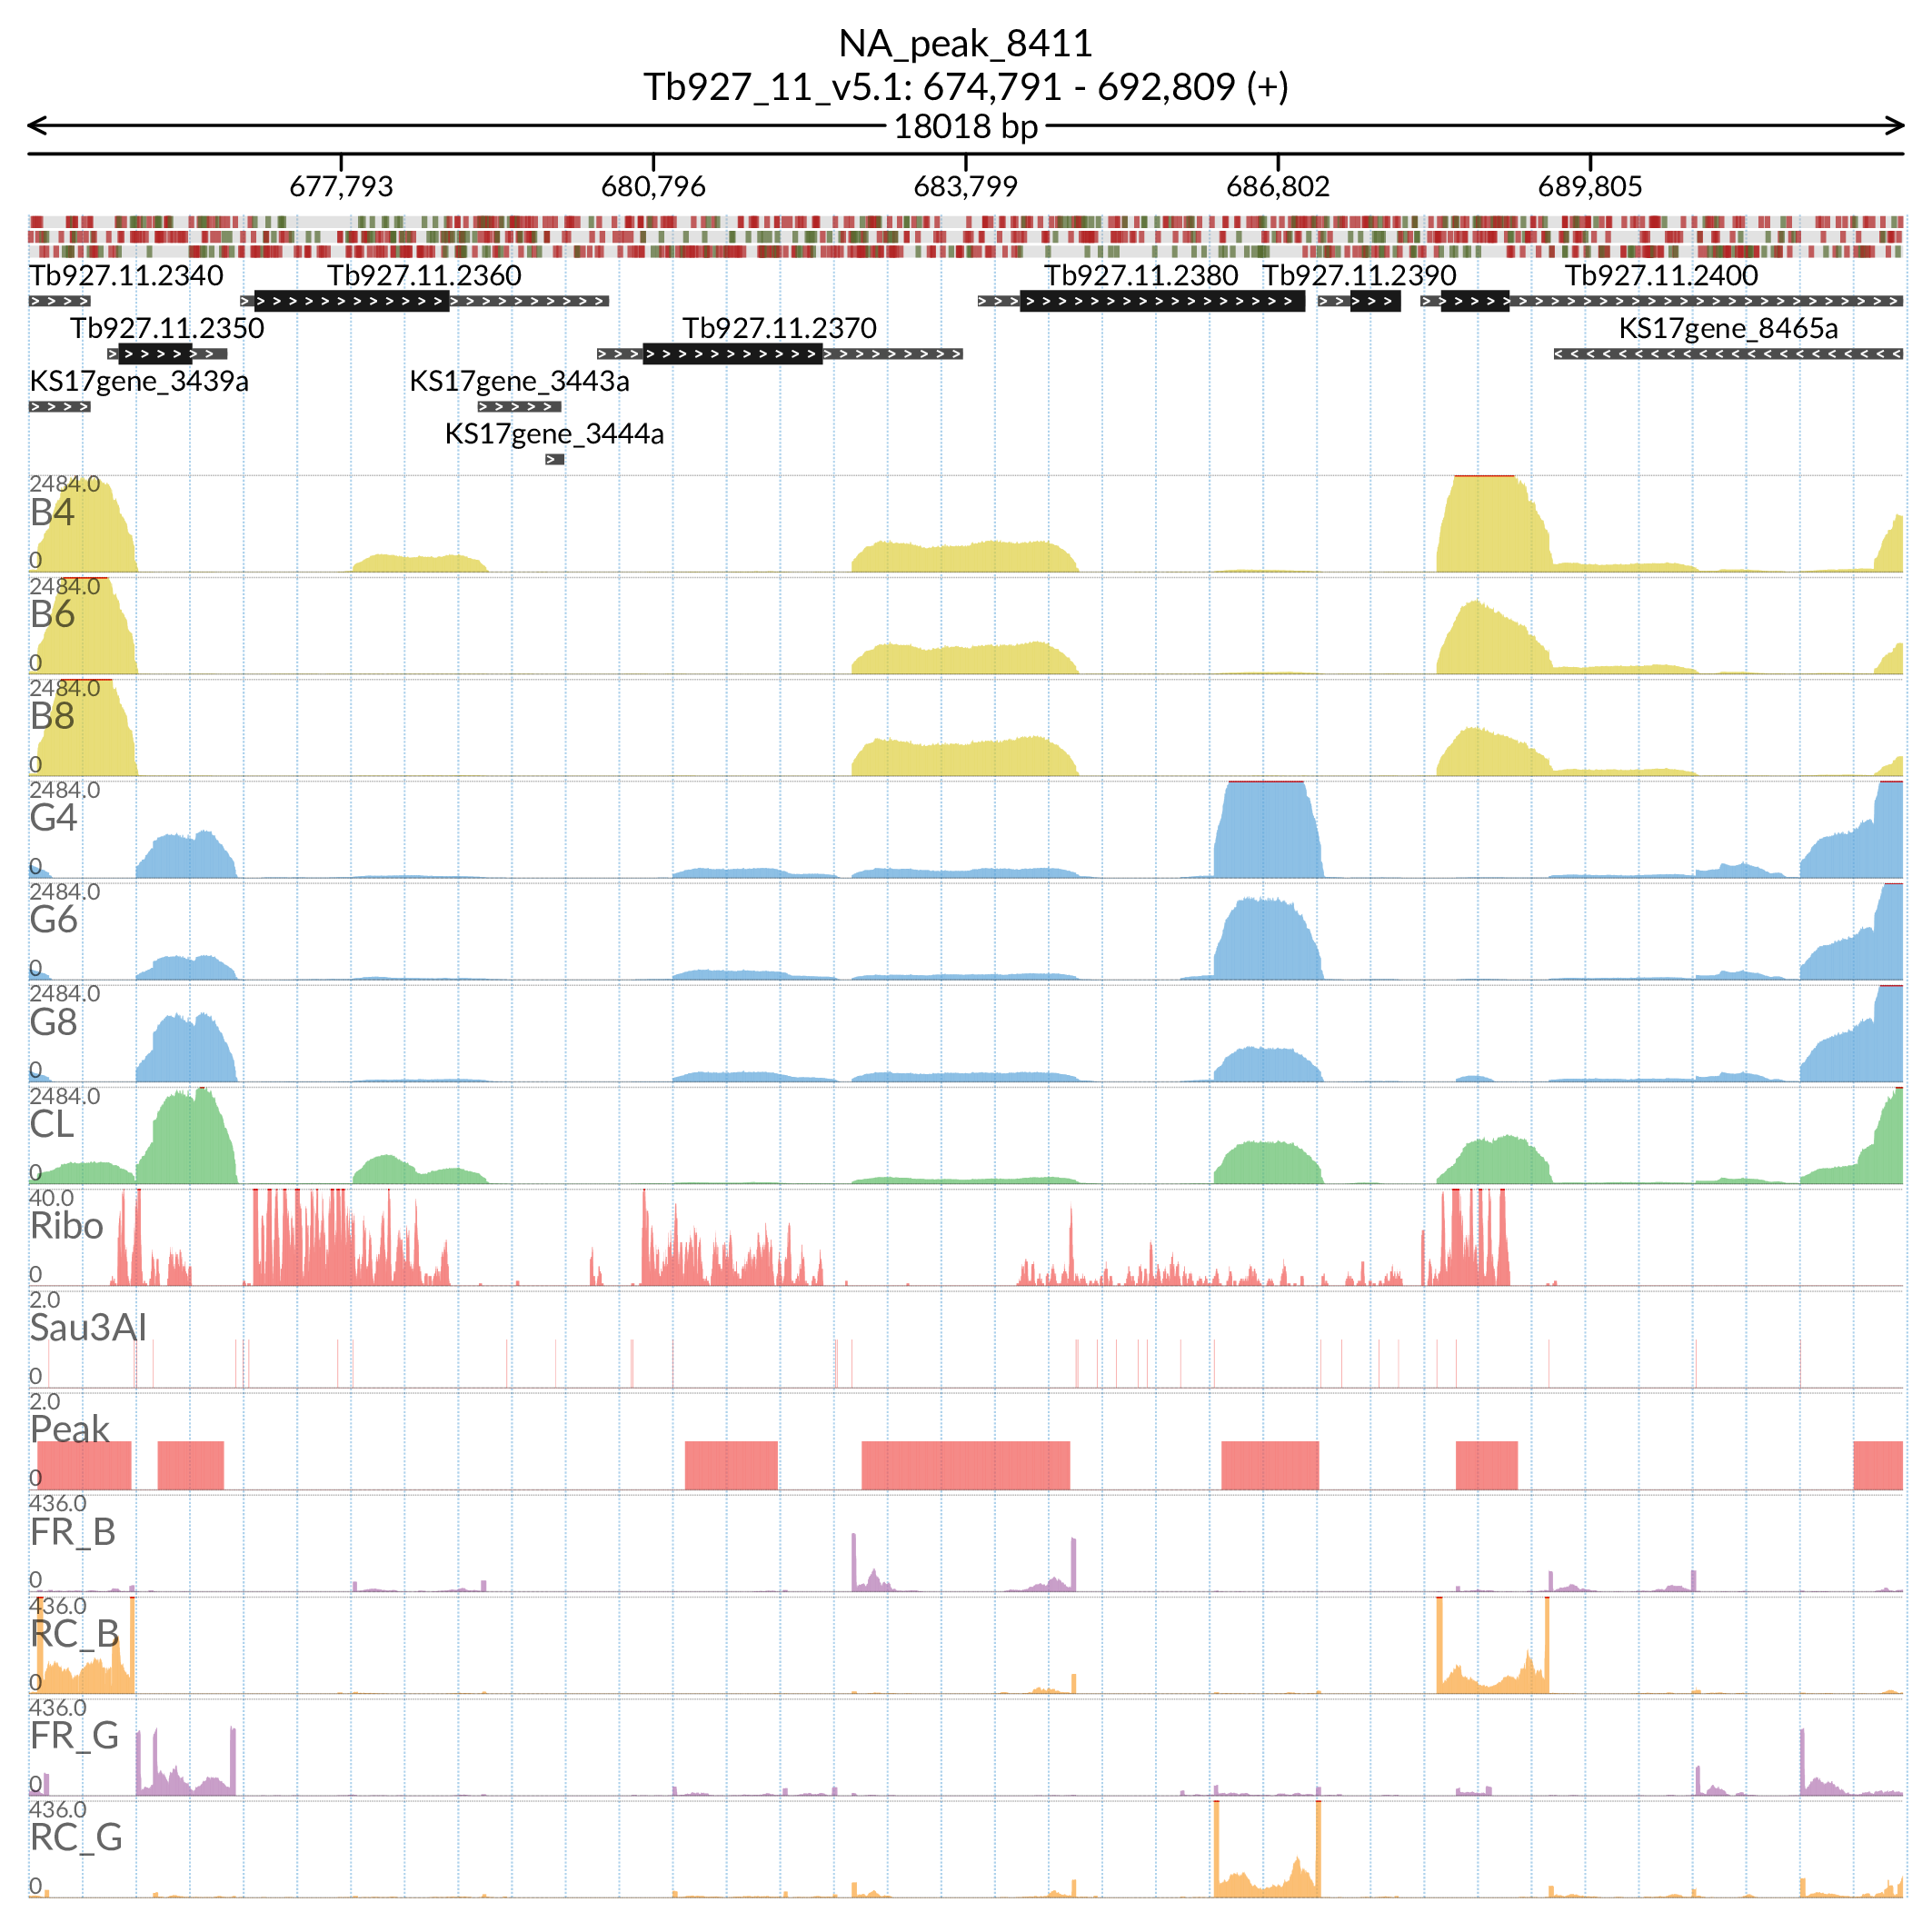 NA_peak_8411
Tb927_11_v5.1: 674,791 - 692,809 (+)
18018 bp
677,793 680,796 683,799 686,802 689,805
Tb927.11.2340 Tb927.11.2360 Tb927.11.2380 Tb927.11.2390 Tb927.11.2400
Tb927.11.2350 Tb927.11.2370 KS17gene_8465a
KS17gene_3439a KS17gene_3443a
KS17gene_3444a
2484.0
B4
0
2484.0
B6
0
2484.0
B8
0
2484.0
G4
0
2484.0
G6
0
2484.0
G8
0
2484.0
CL
0
40.0
Ribo
0
2.0
Sau3AI
0
2.0
Peak
0
436.0
FR_B
0
436.0
RC_B
0
436.0
FR_G
0
436.0
RC_G
0